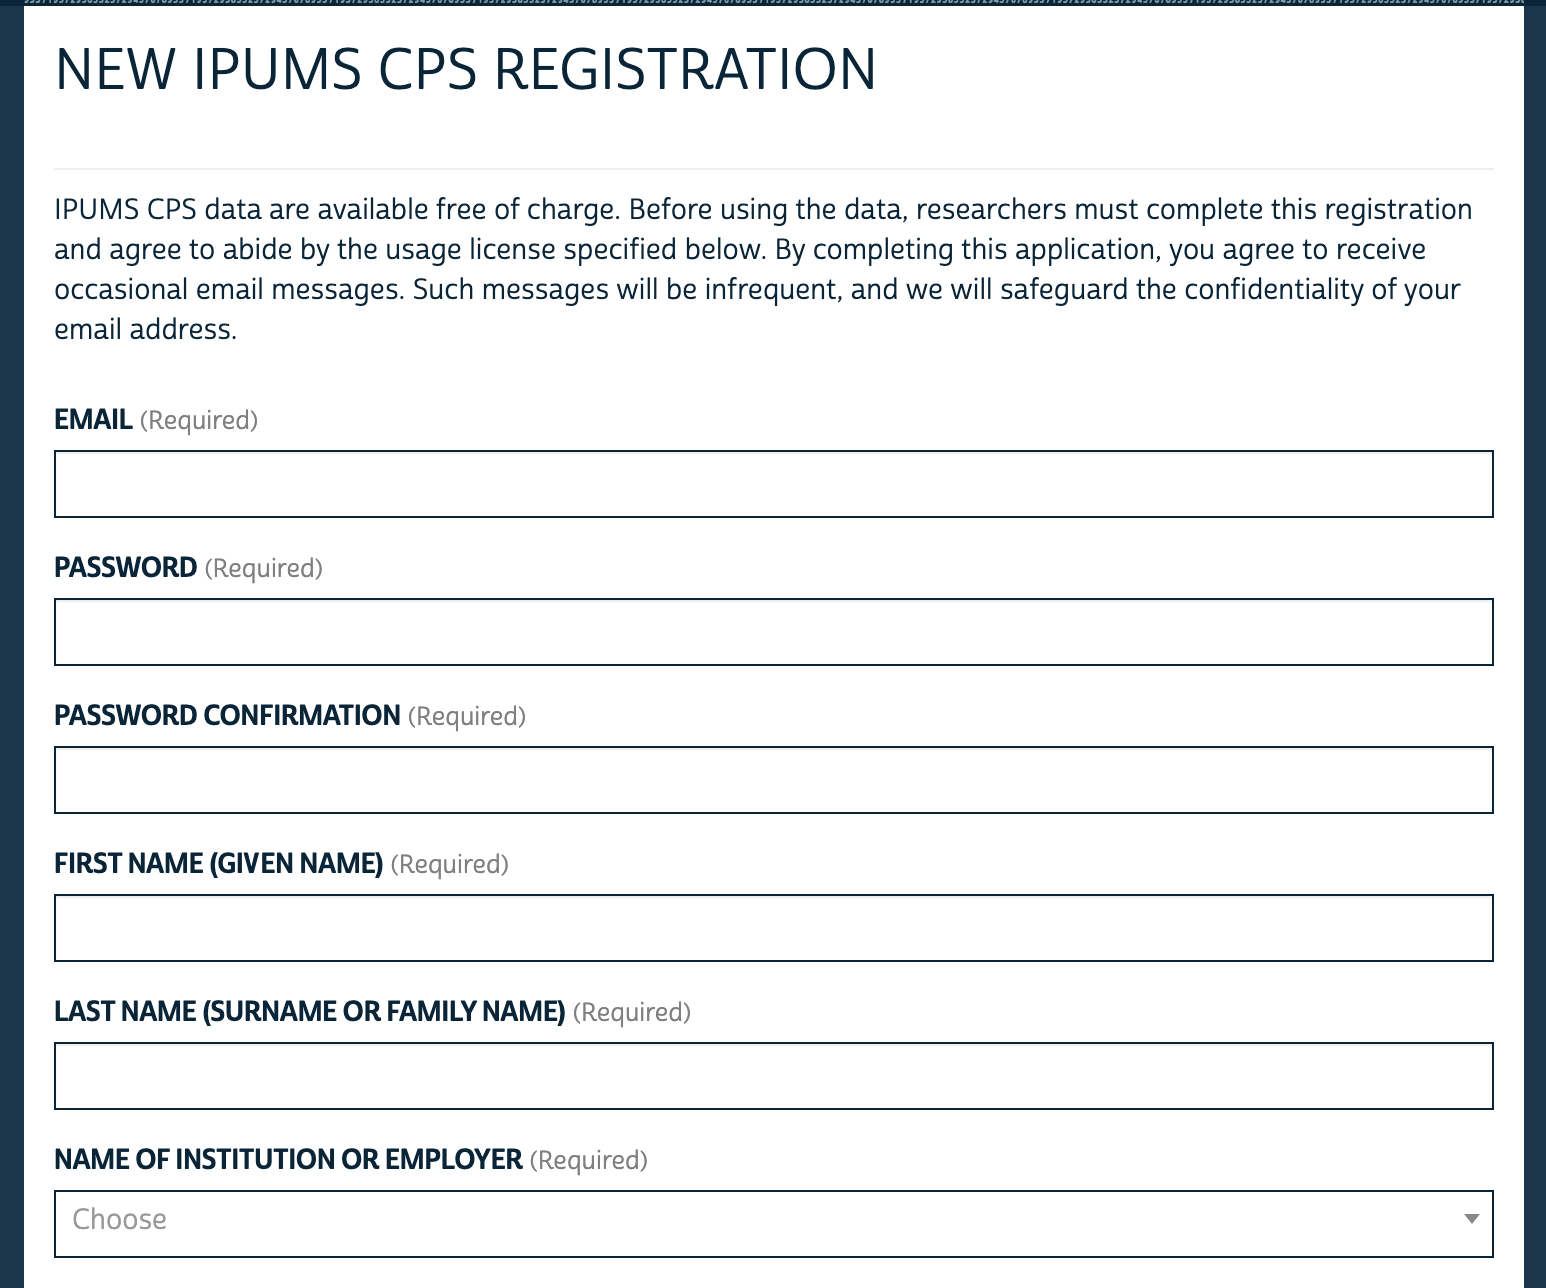 NEW IPUMS CPS REGISTRATION
IPUMS CPS data are available free of charge. Before using the data, researchers must complete this registration
and agree to abide by the usage license specified below. By completing this application, you agree to receive
occasional email messages. Such messages will be infrequent, and we will safeguard the confidentiality of your
email address.
EMAIL (Required)
PASSWORD (Required)
PASSWORD CONFIRMATION (Required)
FIRST NAME (GIVEN NAME) (Required)
LAST NAME (SURNAME OR FAMILY NAME) (Required)
NAME OF INSTITUTION OR EMPLOYER (Required)
Choose